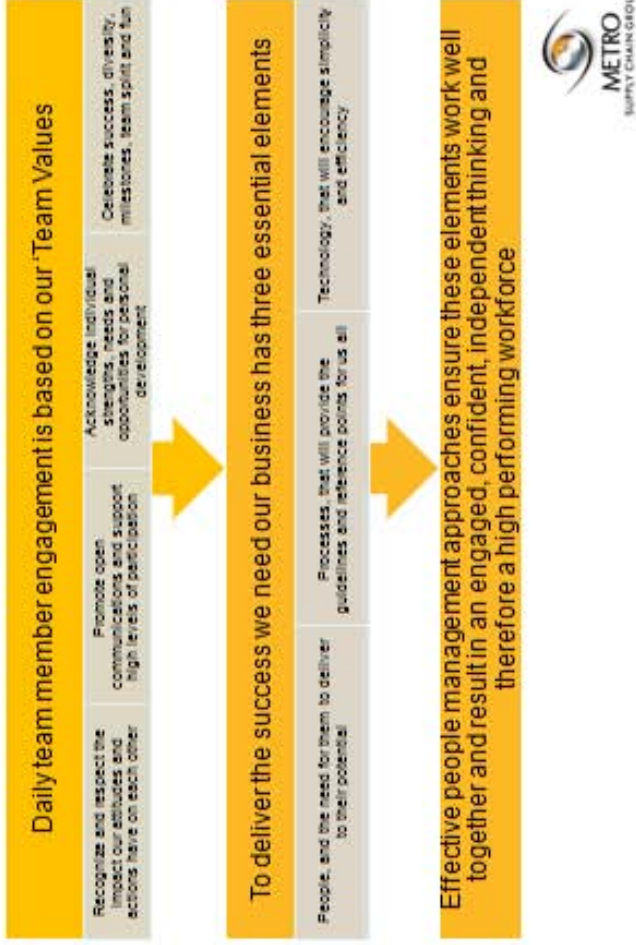 Daily team member engagement is based on our 'Team Values
Recognize and respect the
impact our attitudes and
actions have on each other
Promote open
communications and support
high levels of participation
Acknowledge individual
strengths, needs and
opportunities for personal
development
Celebrate success, diversity,
milestones, team spirit and fun
To deliver the success we need our business has three essential elements
People, and the need for them to deliver
to their potential
Processes, that will provide the
guidelines and reference points for us all
Technology, that will encourage simplicity
and efficiency
Effective people management approaches ensure these elements work well
together and result in an engaged, confident, independent thinking and
therefore a high performing workforce
METRO
SUPPLY CHAIN GROU